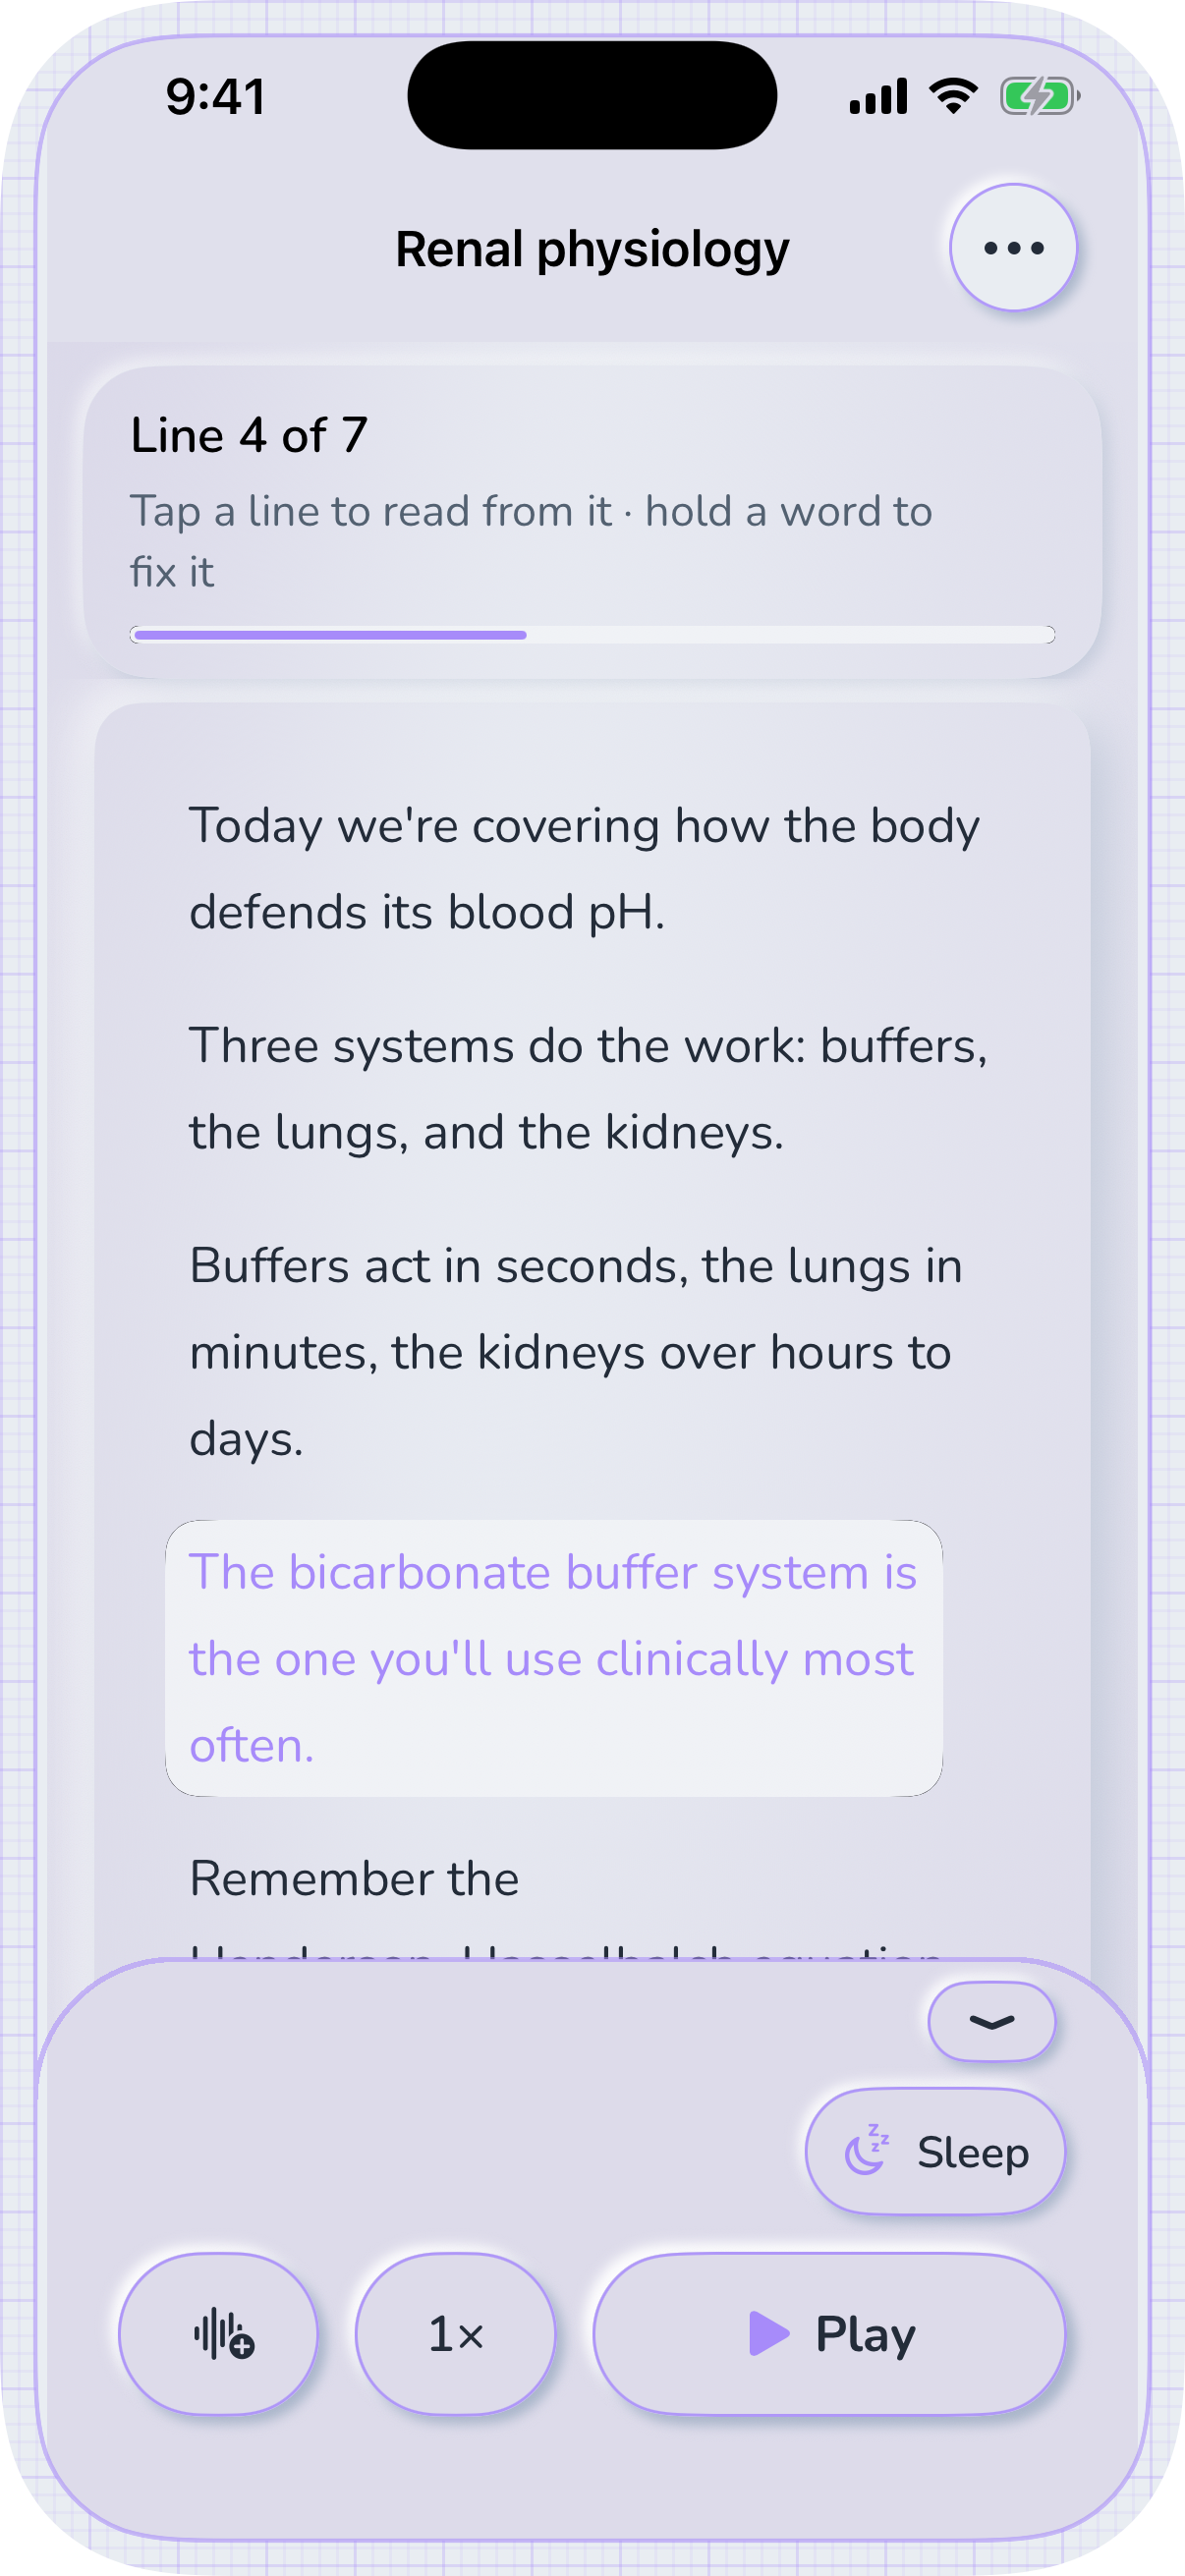 9:41
Renal physiology
Line 4 of 7
Tap a line to read from it · hold a word to
fix it
Today we're covering how the body
defends its blood pH.
Three systems do the work: buffers,
the lungs, and the kidneys.
Buffers act in seconds, the lungs in
minutes, the kidneys over hours to
days.
The bicarbonate buffer system is
the one you'll use clinically most
often.
Remember the
Sleep
1×
Play